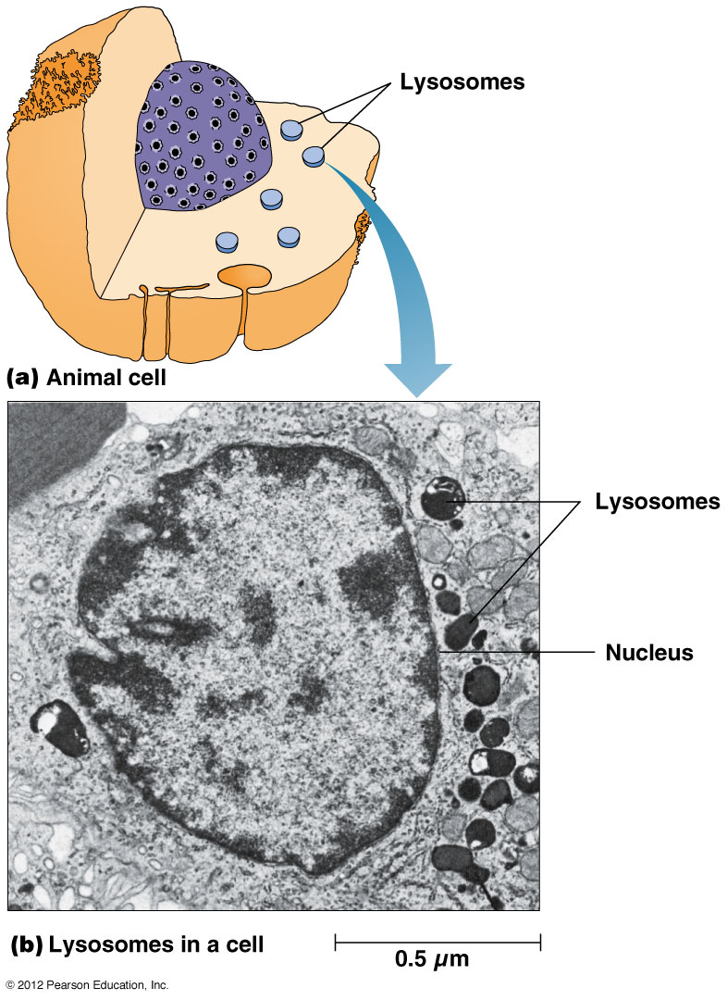 Lysosomes
(a) Animal cell
Lysosomes
Nucleus
(b) Lysosomes in a cell
0.5 µm
© 2012 Pearson Education, Inc.